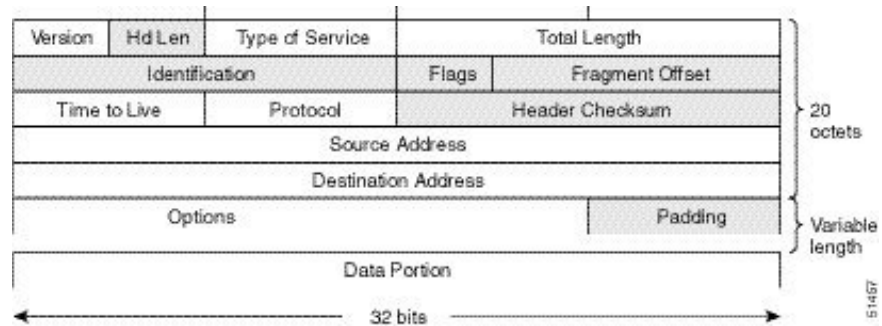 Version Hd Len Type of Service Total Length
Identification Flags Fragment Offset
Time to Live Protocol Header Checksum
20 octets
Source Address
Destination Address
Options Padding
Variable length
Data Portion
32 bits
51457